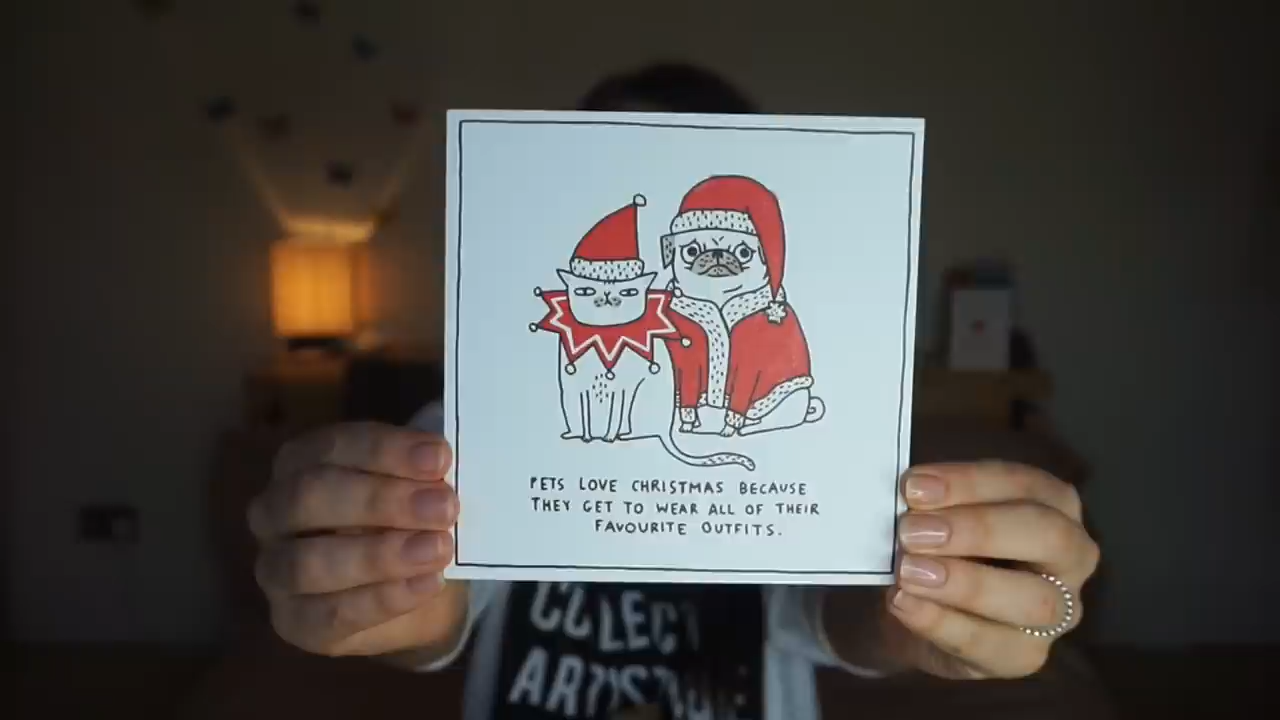 PETS LOVE CHRISTMAS BECAUSE
THEY GET TO WEAR ALL OF THEIR
FAVOURITE OUTFITS.